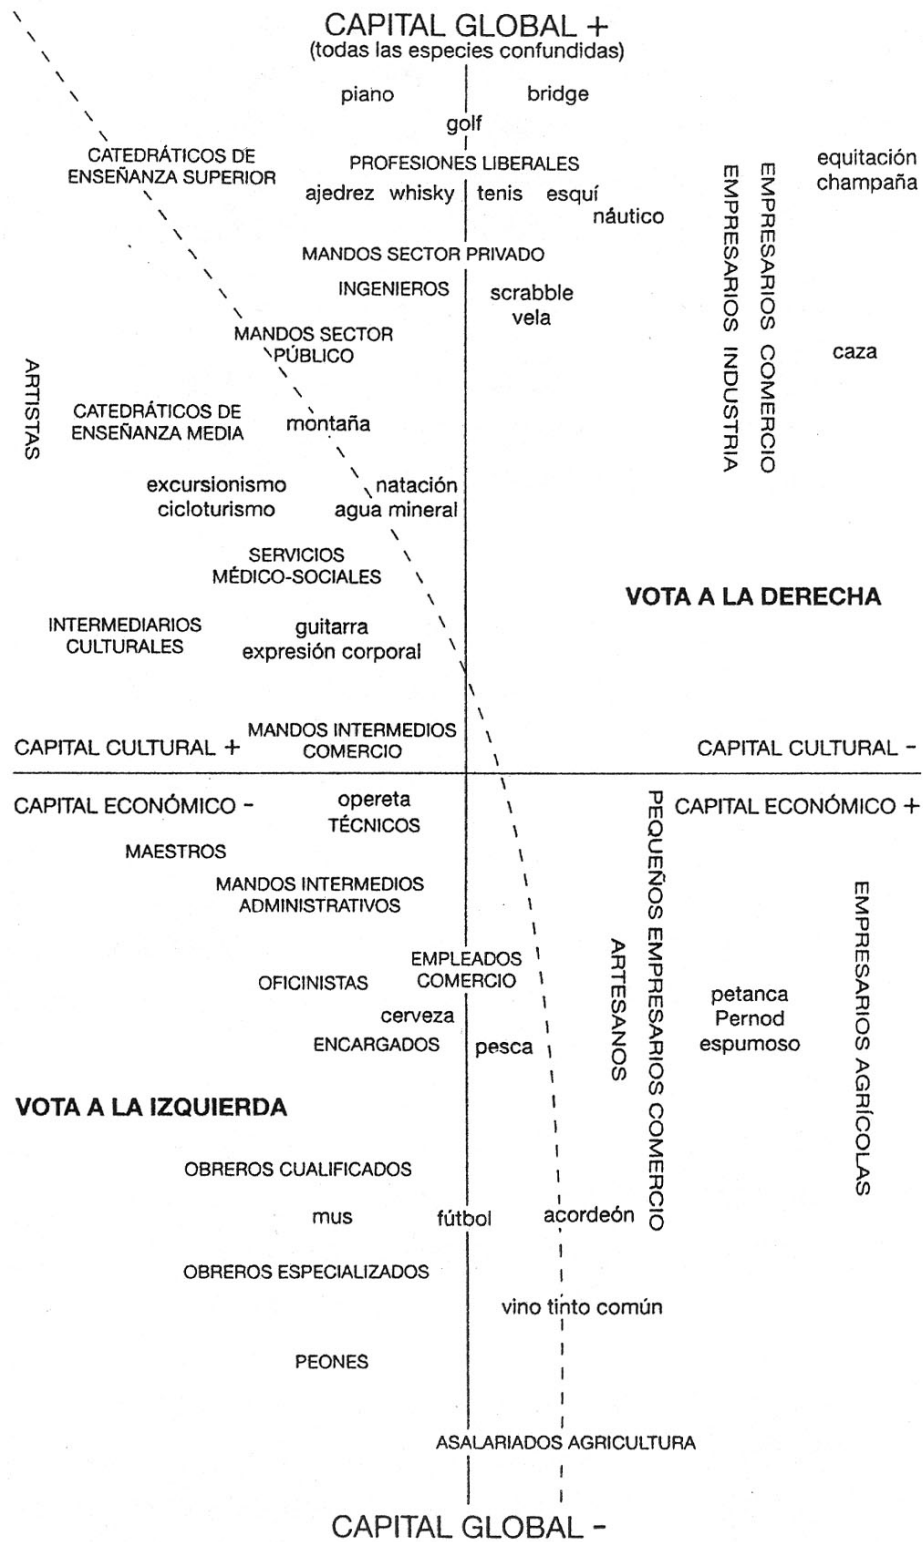 CAPITAL GLOBAL +
(todas las especies confundidas)
piano
bridge
golf
CATEDRÁTICOS DE
ENSEÑANZA SUPERIOR
PROFESIONES LIBERALES
equitación
champaña
ajedrez whisky tenis esquí
náutico
EMPRESARIOS COMERCIO
EMPRESARIOS INDUSTRIA
MANDOS SECTOR PRIVADO
INGENIEROS
scrabble
vela
MANDOS SECTOR
PÚBLICO
caza
ARTISTAS
CATEDRÁTICOS DE
ENSEÑANZA MEDIA
montaña
excursionismo
cicloturismo
natación
agua mineral
SERVICIOS
MÉDICO-SOCIALES
VOTA A LA DERECHA
INTERMEDIARIOS
CULTURALES
guitarra
expresión corporal
MANDOS INTERMEDIOS
COMERCIO
CAPITAL CULTURAL +
CAPITAL CULTURAL -
CAPITAL ECONÓMICO -
CAPITAL ECONÓMICO +
opereta
TÉCNICOS
MAESTROS
MANDOS INTERMEDIOS
ADMINISTRATIVOS
PEQUEÑOS EMPRESARIOS COMERCIO
ARTESANOS
EMPRESARIOS AGRÍCOLAS
EMPLEADOS
COMERCIO
OFICINISTAS
petanca
Pernod
espumoso
cerveza
ENCARGADOS
pesca
VOTA A LA IZQUIERDA
OBREROS CUALIFICADOS
mus
fútbol
acordeón
OBREROS ESPECIALIZADOS
vino tinto común
PEONES
ASALARIADOS AGRICULTURA
CAPITAL GLOBAL -